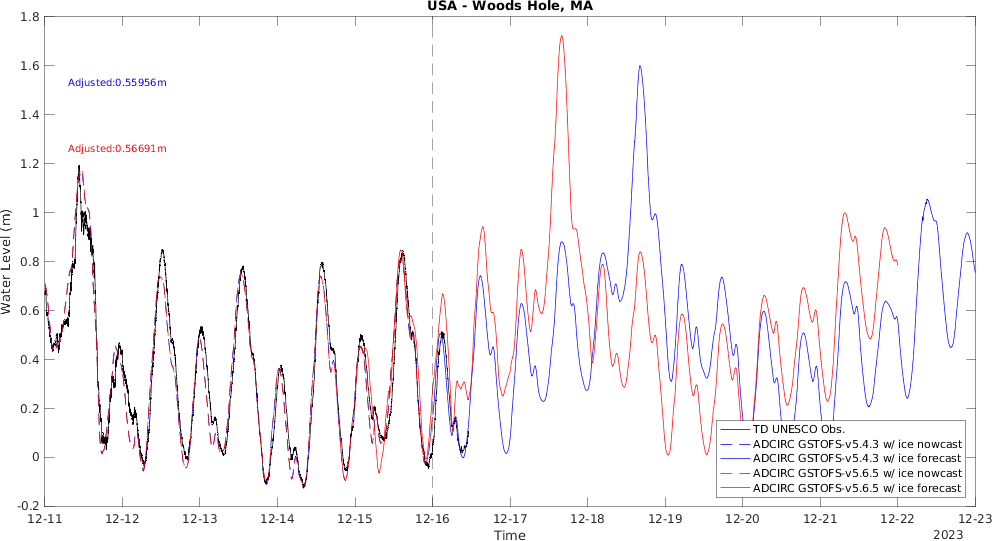 USA - Woods Hole, MA
1.8
1.6
1.4
1.2
1
0.8
0.6
0.4
0.2
0
-0.2
Water Level (m)
Adjusted:0.55956m
Adjusted:0.56691m
TD UNESCO Obs.
ADCIRC GSTOFS-v5.4.3 w/ ice nowcast
ADCIRC GSTOFS-v5.4.3 w/ ice forecast
ADCIRC GSTOFS-v5.6.5 w/ ice nowcast
ADCIRC GSTOFS-v5.6.5 w/ ice forecast
12-11 12-12 12-13 12-14 12-15 12-16 12-17 12-18 12-19 12-20 12-21 12-22 12-23
Time
2023